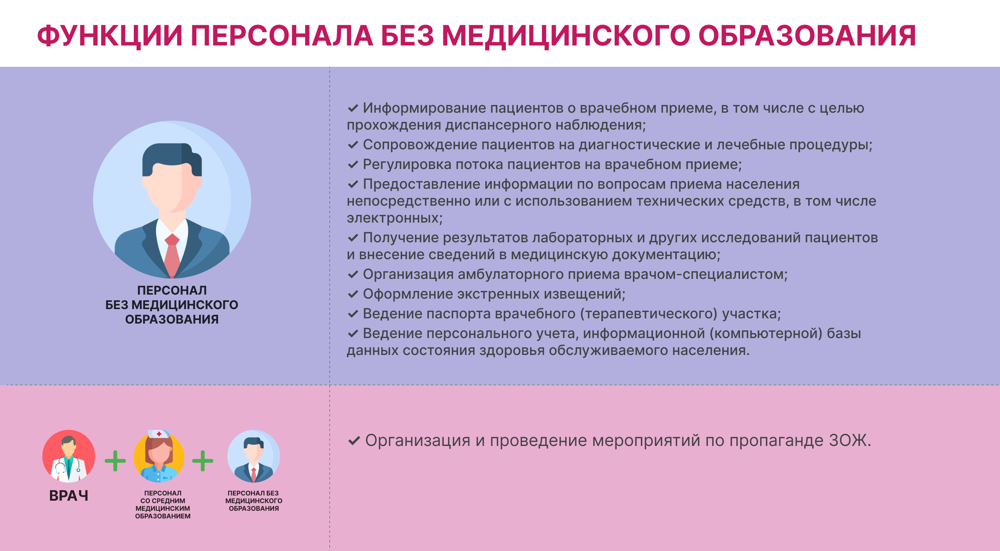 ФУНКЦИИ ПЕРСОНАЛА БЕЗ МЕДИЦИНСКОГО ОБРАЗОВАНИЯ
ПЕРСОНАЛ
БЕЗ МЕДИЦИНСКОГО
ОБРАЗОВАНИЯ
✓ Информирование пациентов о врачебном приеме, в том числе с целью
прохождения диспансерного наблюдения;
✓ Сопровождение пациентов на диагностические и лечебные процедуры;
✓ Регулировка потока пациентов на врачебном приеме;
✓ Предоставление информации по вопросам приема населения
непосредственно или с использованием технических средств, в том числе
электронных;
✓ Получение результатов лабораторных и других исследований пациентов
и внесение сведений в медицинскую документацию;
✓ Организация амбулаторного приема врачом-специалистом;
✓ Оформление экстренных извещений;
✓ Ведение паспорта врачебного (терапевтического) участка;
✓ Ведение персонального учета, информационной (компьютерной) базы
данных состояния здоровья обслуживаемого населения.
ВРАЧ
ПЕРСОНАЛ
СО СРЕДНИМ
МЕДИЦИНСКИМ
ОБРАЗОВАНИЕМ
ПЕРСОНАЛ БЕЗ
МЕДИЦИНСКОГО
ОБРАЗОВАНИЯ
✓ Организация и проведение мероприятий по пропаганде ЗОЖ.